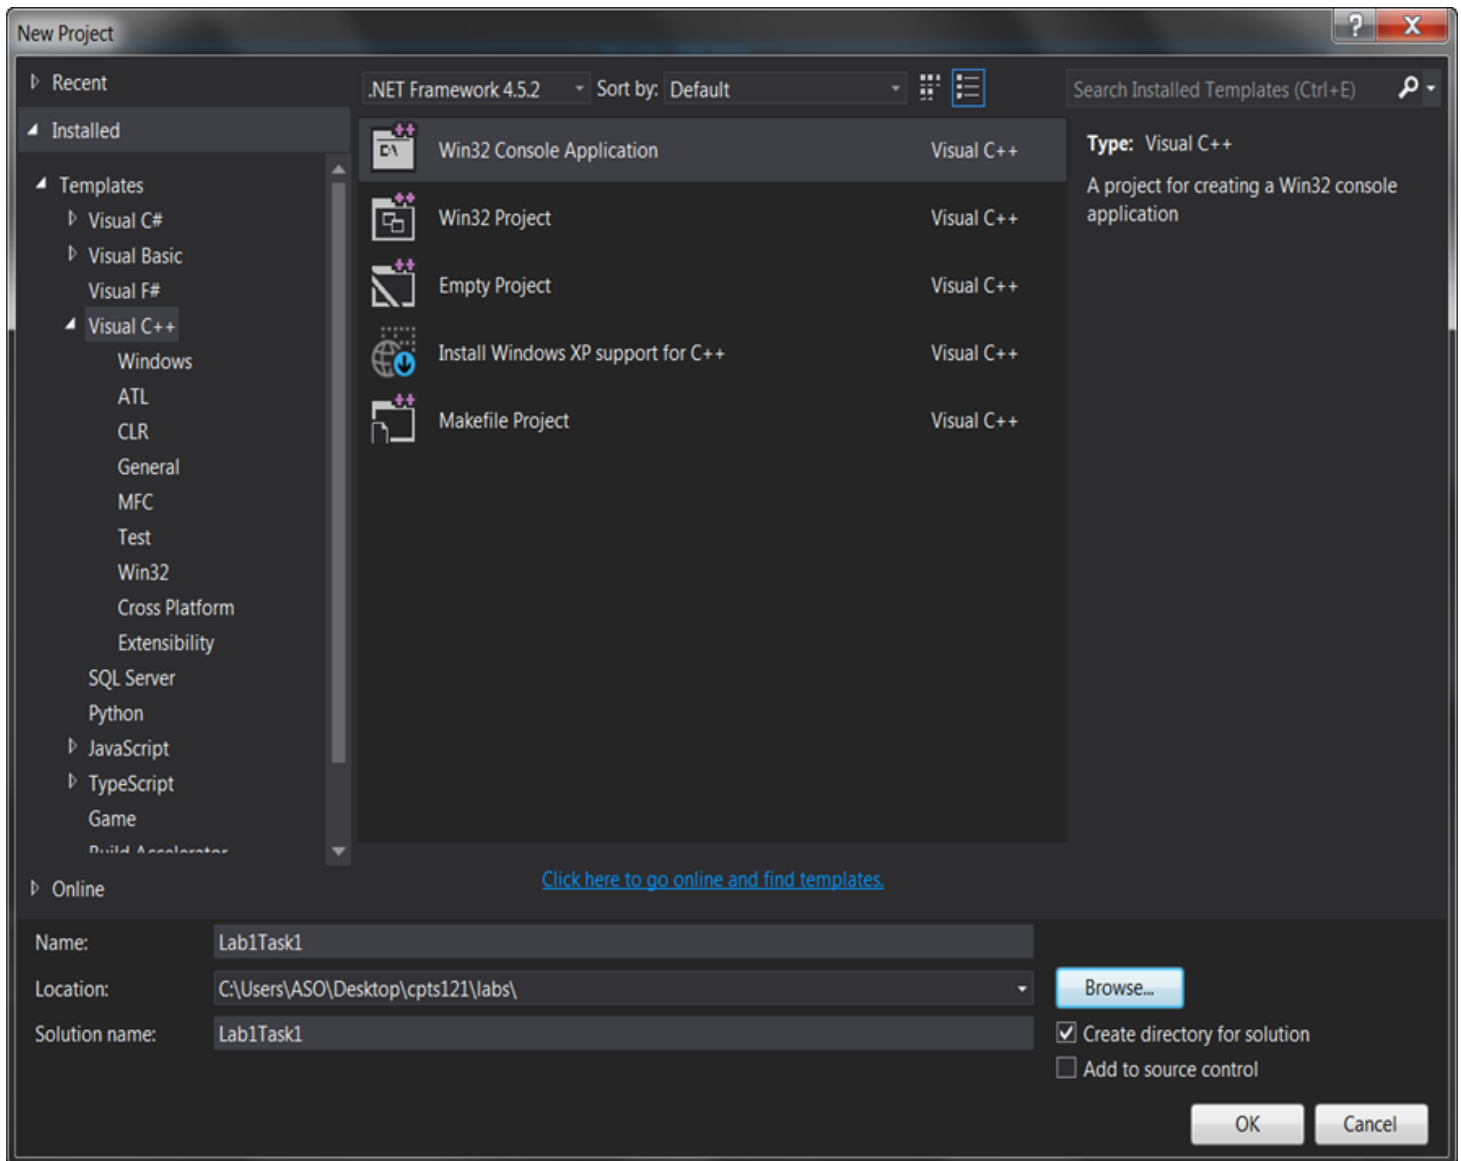 New Project
Recent
.NET Framework 4.5.2 Sort by: Default
Search Installed Templates (Ctrl+E)
Installed
Templates
Visual C#
Visual Basic
Visual F#
Visual C++
Windows
ATL
CLR
General
MFC
Test
Win32
Cross Platform
Extensibility
SQL Server
Python
JavaScript
TypeScript
Game
Build Accelerator
Online
Win32 Console Application Visual C++
Win32 Project Visual C++
Empty Project Visual C++
Install Windows XP support for C++ Visual C++
Makefile Project Visual C++
Click here to go online and find templates.
Type: Visual C++
A project for creating a Win32 console
application
Name: Lab1Task1
Location: C:\Users\ASO\Desktop\cpts121\labs\
Browse...
Solution name: Lab1Task1
Create directory for solution
Add to source control
OK Cancel